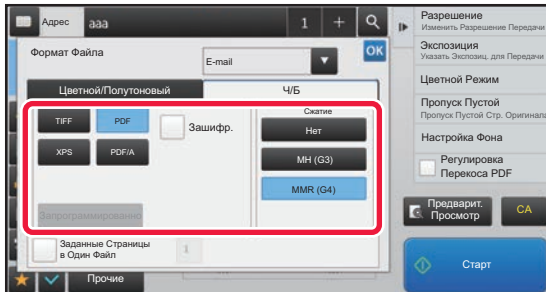 Адрес
aaa
1
+
Формат Файла
E-mail
OK
Цветной/Полутоновый
Ч/Б
TIFF
PDF
Зашифр.
XPS
PDF/A
Запрограммированно
Сжатие
Нет
MH (G3)
MMR (G4)
Заданные Страницы
в Один Файл
1
Прочие
Разрешение
Изменить Разрешение Передачи
Экспозиция
Указать Экспозиц. для Передачи
Цветной Режим
Пропуск Пустой
Пропуск Пустой Стр. Оригинала
Настройка Фона
Регулировка
Перекоса PDF
Предварит.
Просмотр
CA
Старт